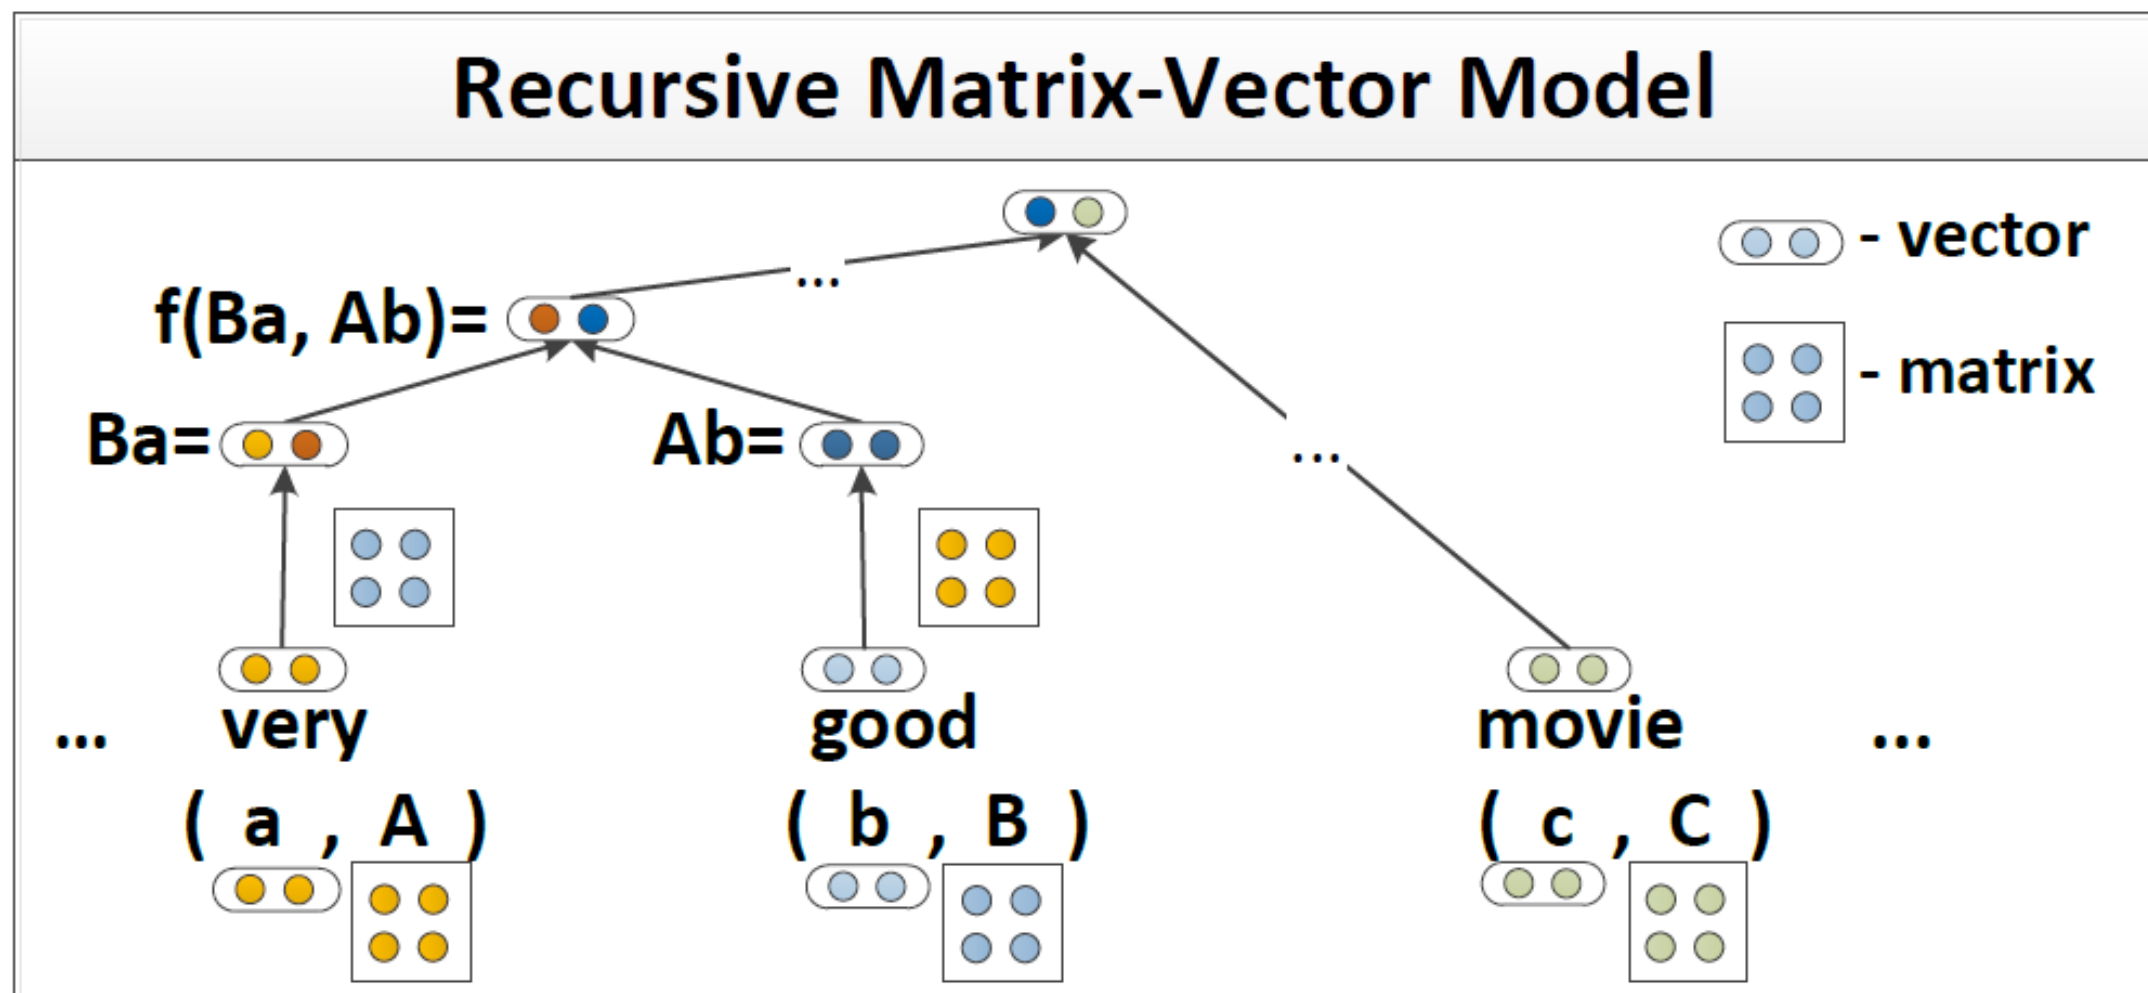 Recursive Matrix-Vector Model
- vector
...
f(Ba, Ab)=
- matrix
Ba=
Ab=
...
... very good movie ...
( a , A ) ( b , B ) ( c , C )